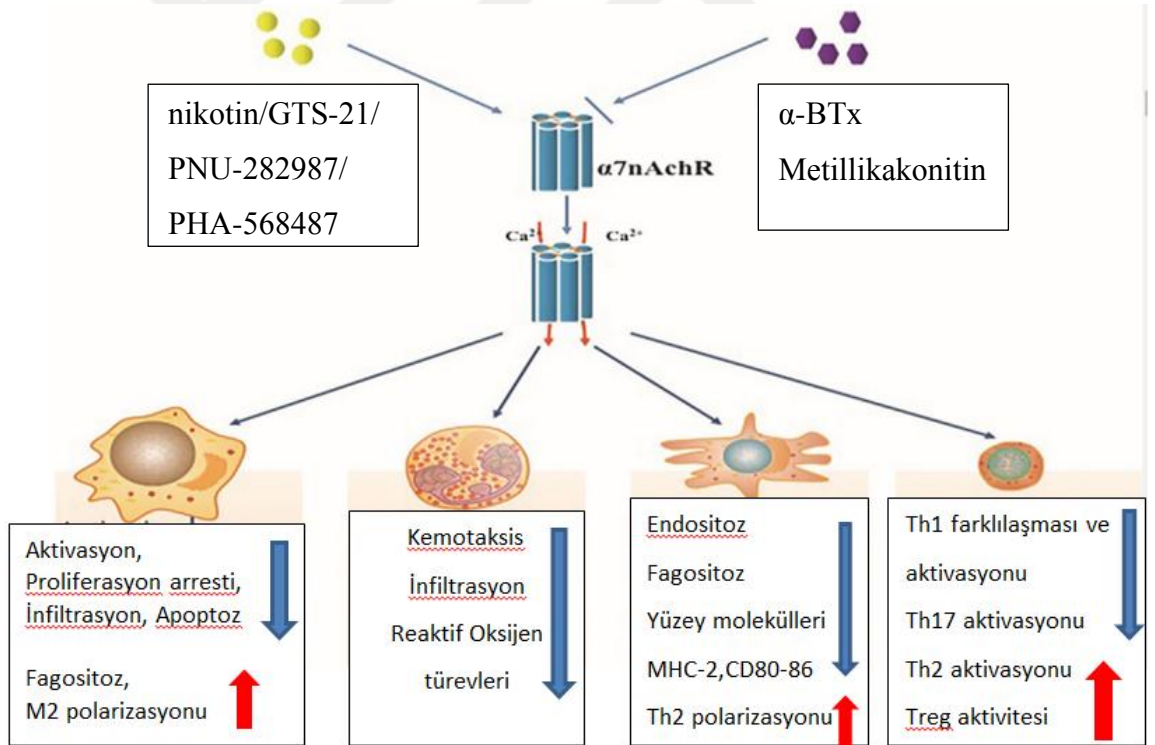 nikotin/GTS-21/
PNU-282987/
PHA-568487
α-BTx
Metillikakonitin
α7nAchR
Ca²⁺
Ca²⁺
Aktivasyon,
Proliferasyon arresti,
İnfiltrasyon, Apoptoz
Fagositoz,
M2 polarizasyonu
Kemotaksis
İnfiltrasyon
Reaktif Oksijen
türevleri
Endositoz
Fagositoz
Yüzey molekülleri
MHC-2,CD80-86
Th2 polarizasyonu
Th1 farklılaşması ve
aktivasyonu
Th17 aktivasyonu
Th2 aktivasyonu
Treg aktivitesi